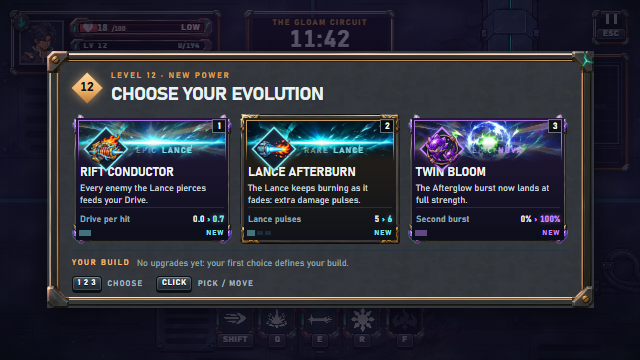 18 /180 LOW
LV 12 0/194
THE GLOAM CIRCUIT
11:42
ESC
12
LEVEL 12 · NEW POWER
CHOOSE YOUR EVOLUTION
1
EPIC LANCE
RIFT CONDUCTOR
Every enemy the Lance pierces
feeds your Drive.
Drive per hit 0.0 › 0.7
NEW
2
RARE LANCE
LANCE AFTERBURN
The Lance keeps burning as it
fades: extra damage pulses.
Lance pulses 5 › 6
NEW
3
TWIN BLOOM
The Afterglow burst now lands at
full strength.
Second burst 0% › 100%
NEW
YOUR BUILD No upgrades yet: your first choice defines your build.
1 2 3 CHOOSE CLICK PICK / MOVE
SHIFT Q E R F